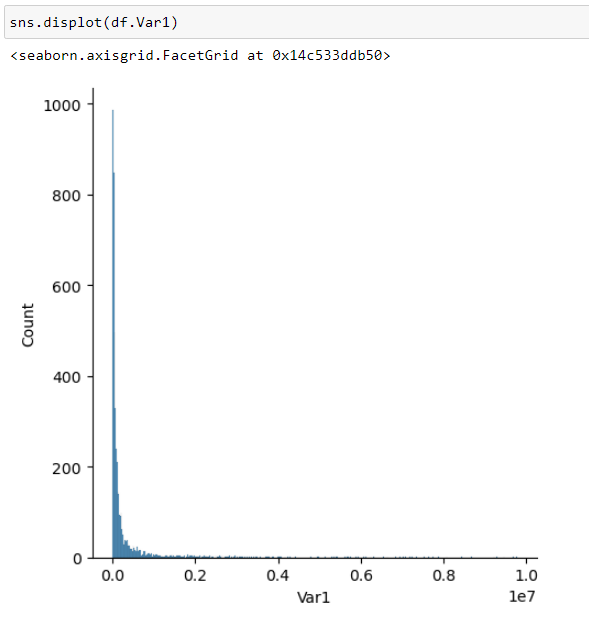 sns.displot(df.Var1)
<seaborn.axisgrid.FacetGrid at 0x14c533ddb50>
1000
800
600
400
200
0
Count
0.0 0.2 0.4 0.6 0.8 1.0
Var1
1e7